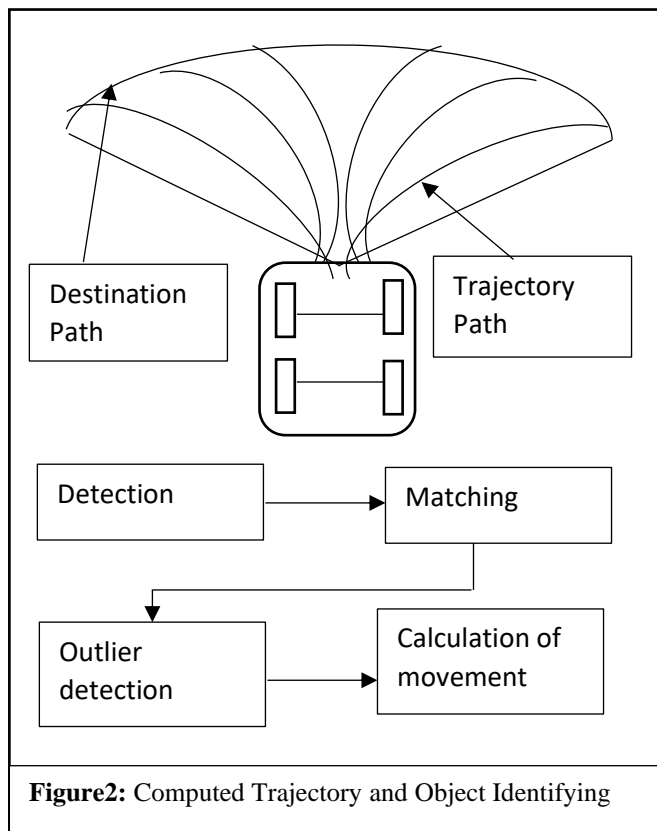 Destination
Path
Trajectory
Path
Detection
Matching
Outlier
detection
Calculation of
movement
Figure2: Computed Trajectory and Object Identifying